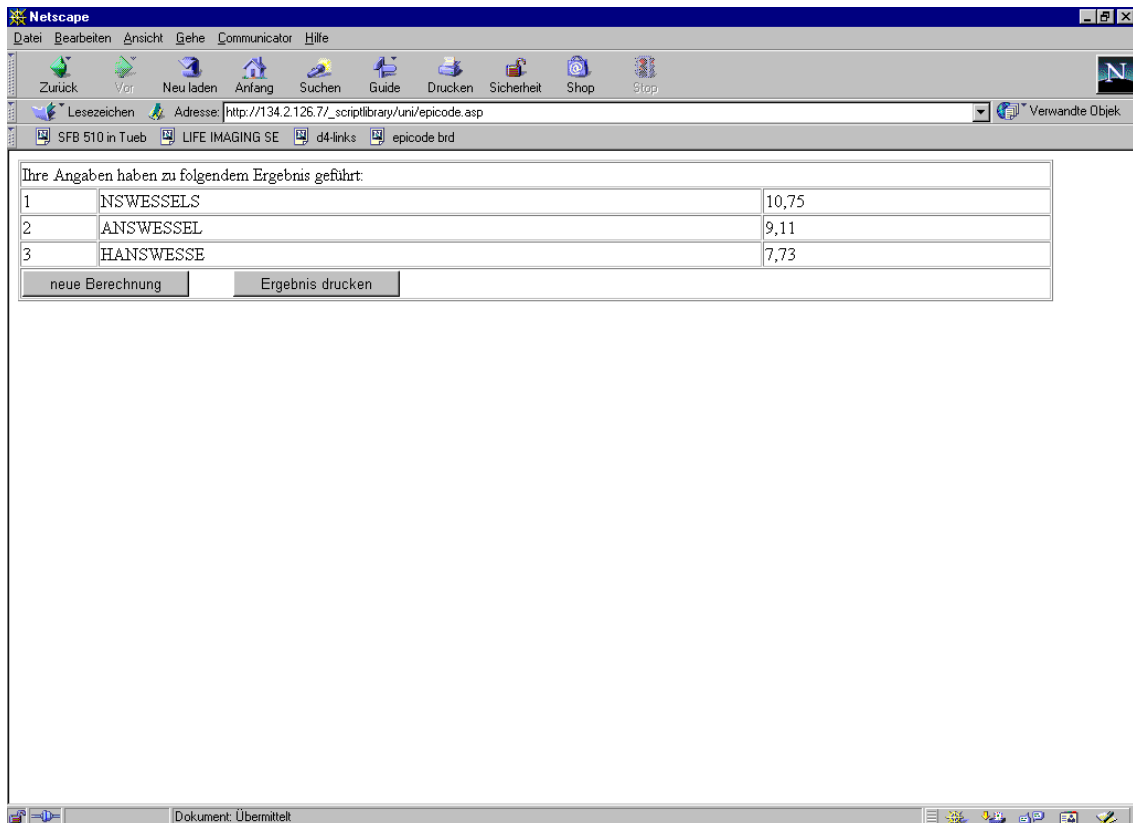 Netscape
Datei Bearbeiten Ansicht Gehe Communicator Hilfe
Zurück Vor Neu laden Anfang Suchen Guide Drucken Sicherheit Shop Stop
Lesezeichen Adresse: http://134.2.126.7/_scriptlibrary/uni/epicode.asp Verwandte Objek
SFB 510 in Tueb LIFE IMAGING SE d4-links epicode brd
Ihre Angaben haben zu folgendem Ergebnis geführt:
1 NSWESSELS 10,75
2 ANSWESSEL 9,11
3 HANSWESSE 7,73
neue Berechnung Ergebnis drucken
Dokument: Übermittelt